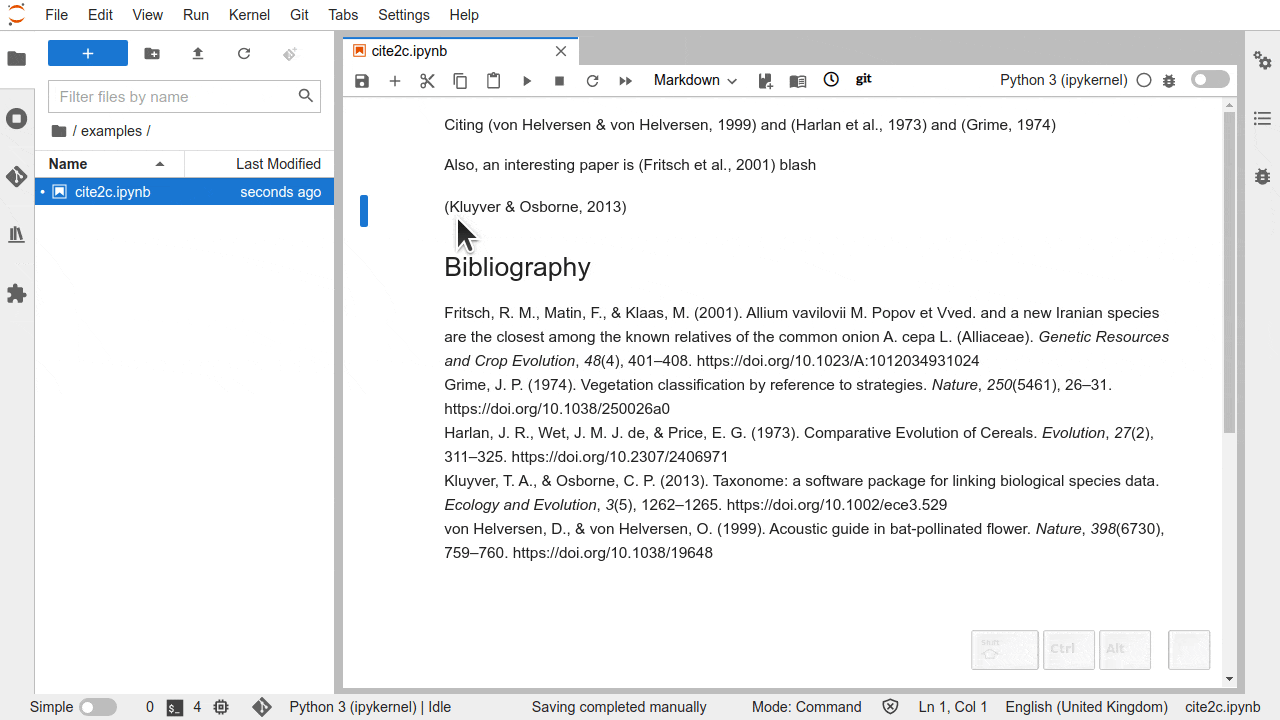 File Edit View Run Kernel Git Tabs Settings Help
+
Filter files by name
/ examples /
Name Last Modified
cite2c.ipynb seconds ago
cite2c.ipynb
Markdown git Python 3 (ipykernel)
Citing (von Helversen & von Helversen, 1999) and (Harlan et al., 1973) and (Grime, 1974)
Also, an interesting paper is (Fritsch et al., 2001) blash
(Kluyver & Osborne, 2013)
Bibliography
Fritsch, R. M., Matin, F., & Klaas, M. (2001). Allium vavilovii M. Popov et Vved. and a new Iranian species
are the closest among the known relatives of the common onion A. cepa L. (Alliaceae). Genetic Resources
and Crop Evolution, 48(4), 401–408. https://doi.org/10.1023/A:1012034931024
Grime, J. P. (1974). Vegetation classification by reference to strategies. Nature, 250(5461), 26–31.
https://doi.org/10.1038/250026a0
Harlan, J. R., Wet, J. M. J. de, & Price, E. G. (1973). Comparative Evolution of Cereals. Evolution, 27(2),
311–325. https://doi.org/10.2307/2406971
Kluyver, T. A., & Osborne, C. P. (2013). Taxonome: a software package for linking biological species data.
Ecology and Evolution, 3(5), 1262–1265. https://doi.org/10.1002/ece3.529
von Helversen, D., & von Helversen, O. (1999). Acoustic guide in bat-pollinated flower. Nature, 398(6730),
759–760. https://doi.org/10.1038/19648
Shift Ctrl Alt
Simple 0 $_ 4 Python 3 (ipykernel) | Idle Saving completed manually Mode: Command Ln 1, Col 1 English (United Kingdom) cite2c.ipynb